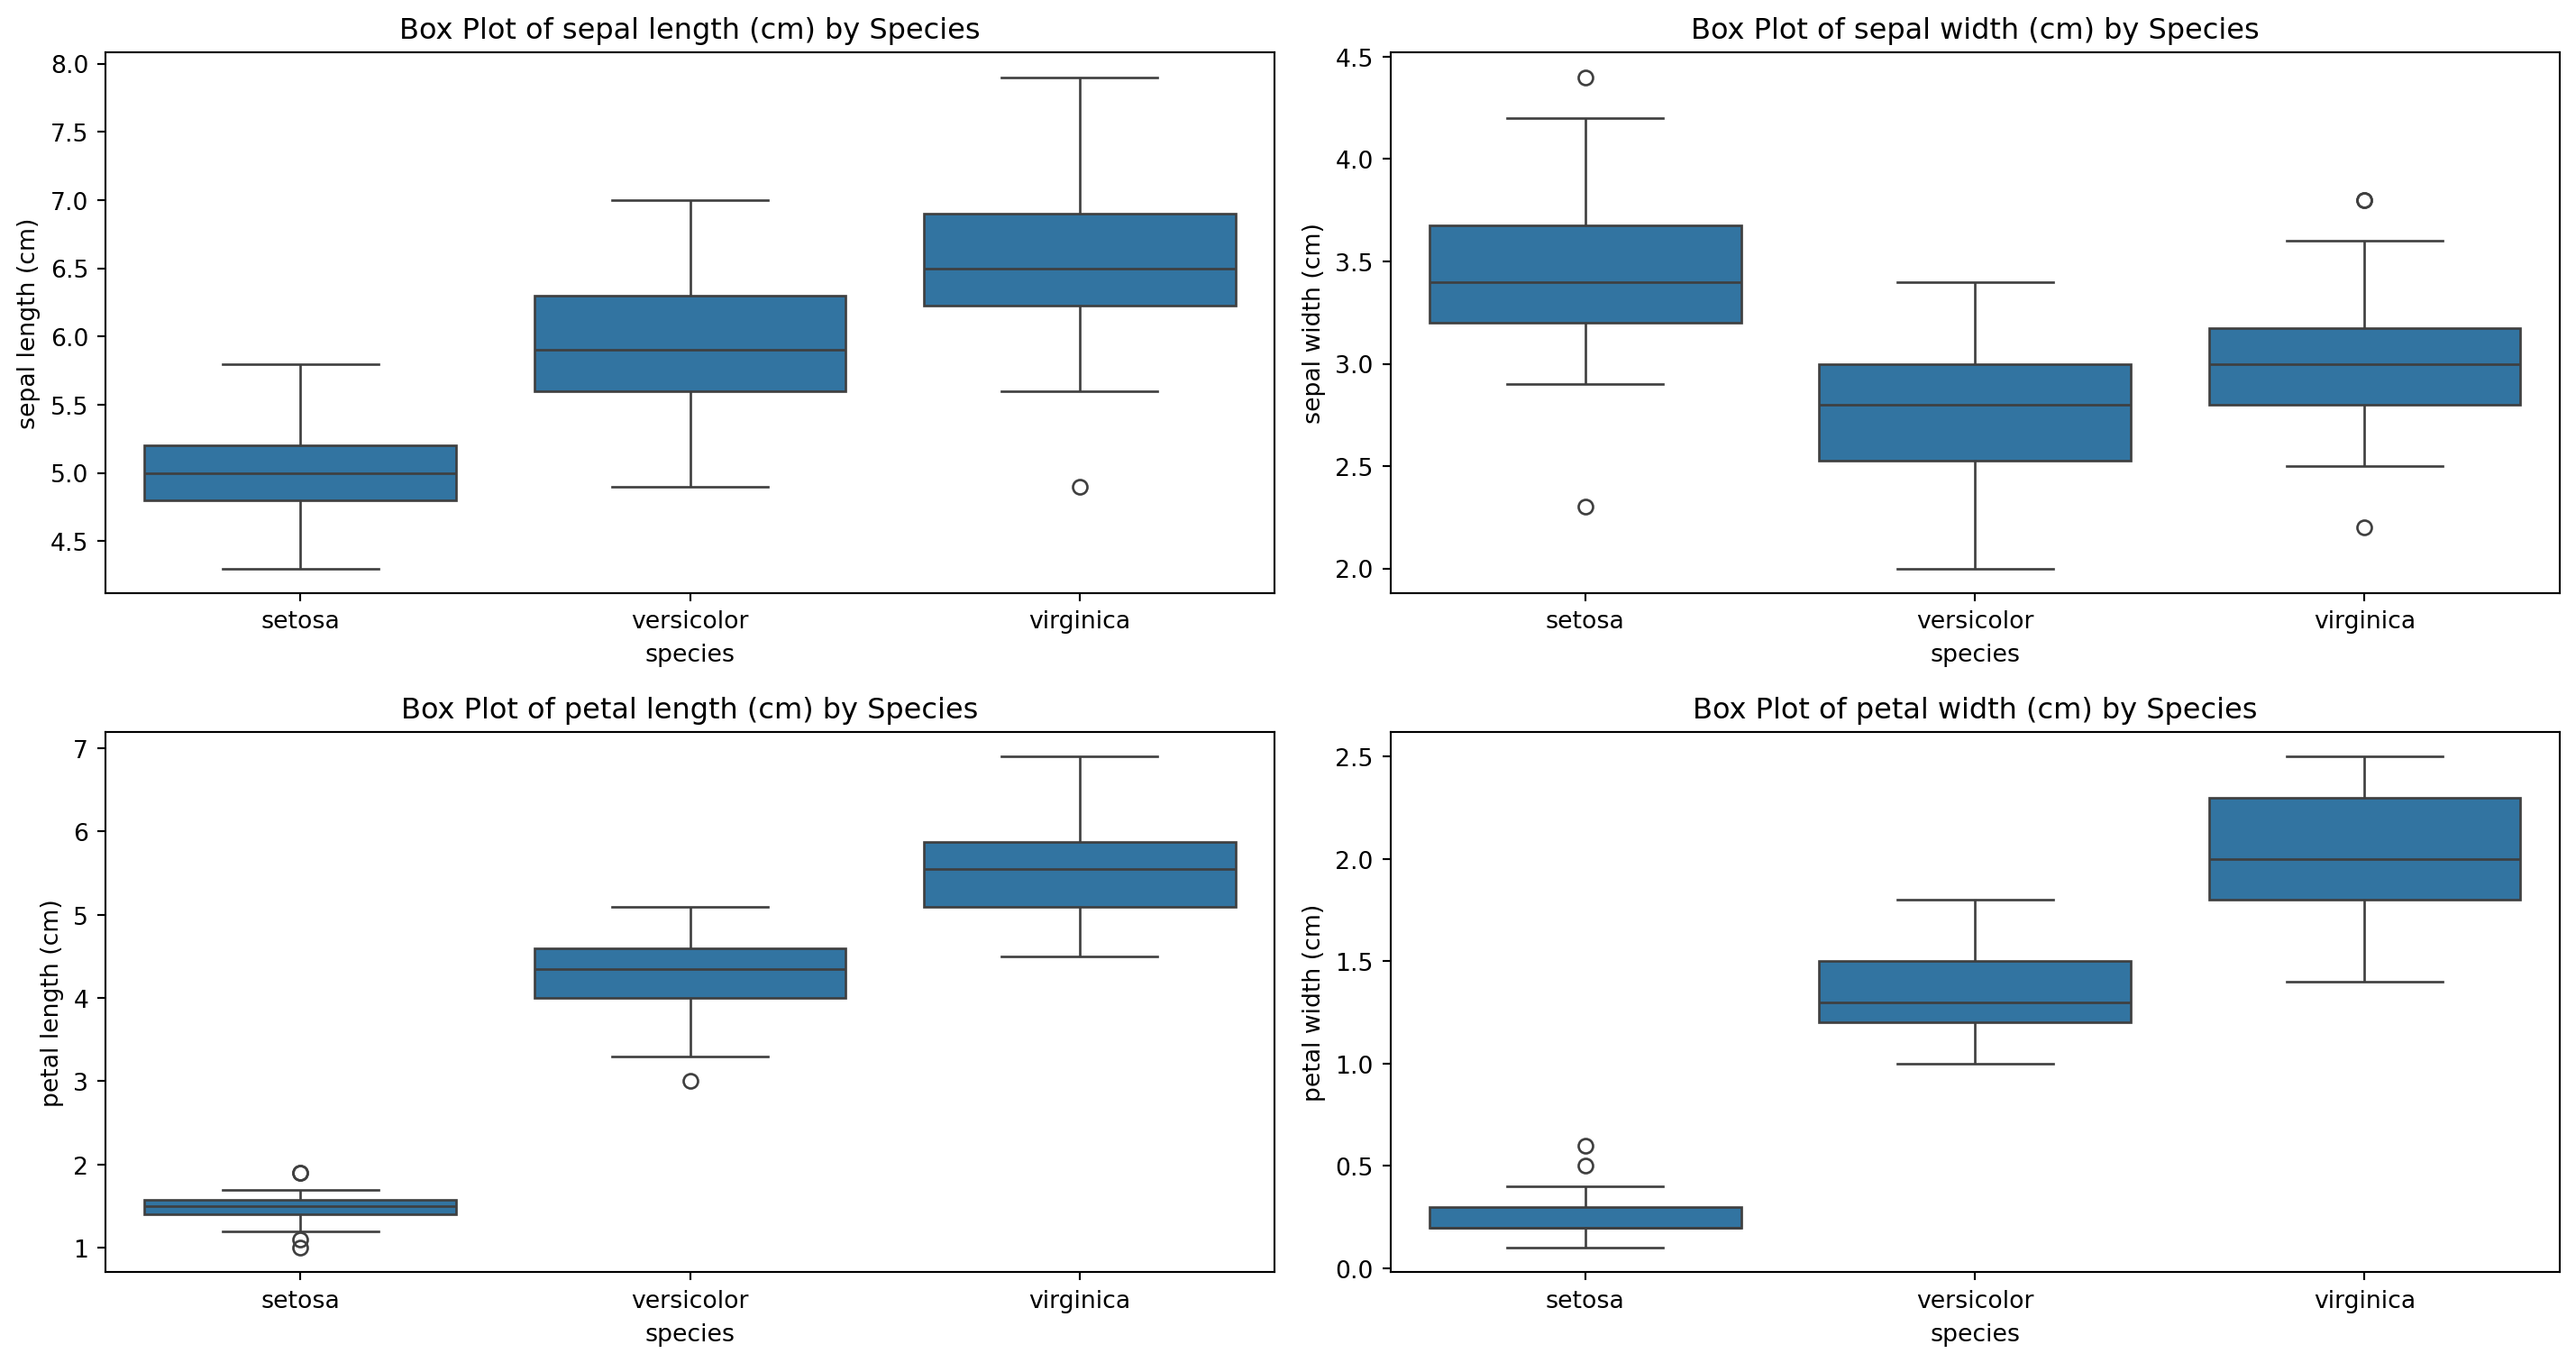 Box Plot of sepal length (cm) by Species
sepal length (cm)
8.0
7.5
7.0
6.5
6.0
5.5
5.0
4.5
setosa versicolor virginica
species
Box Plot of sepal width (cm) by Species
sepal width (cm)
4.5
4.0
3.5
3.0
2.5
2.0
setosa versicolor virginica
species
Box Plot of petal length (cm) by Species
petal length (cm)
7
6
5
4
3
2
1
setosa versicolor virginica
species
Box Plot of petal width (cm) by Species
petal width (cm)
2.5
2.0
1.5
1.0
0.5
0.0
setosa versicolor virginica
species